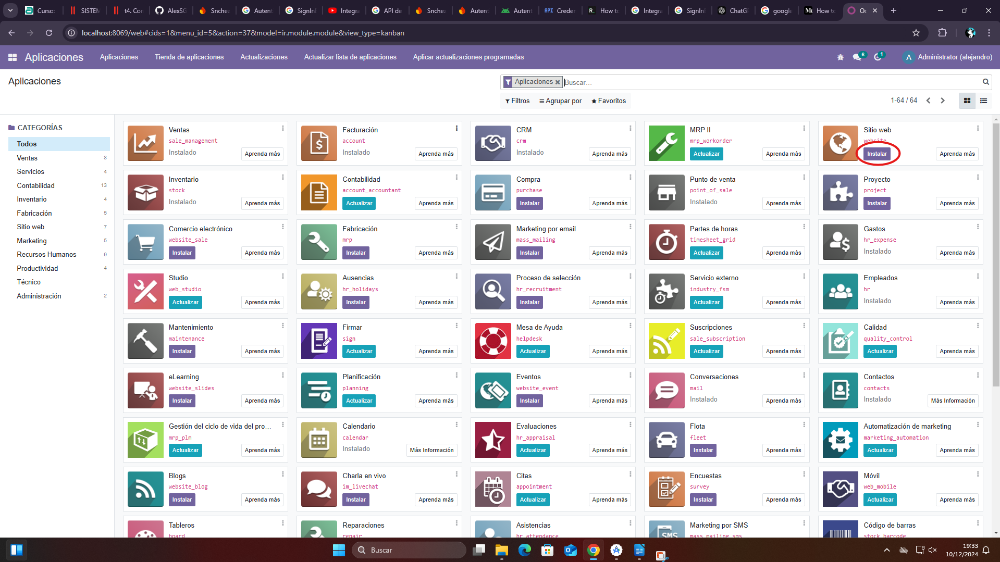 Curso:
SISTEM
t4. Cor
AlexSG
Snchez
Autent
SignIn
Integra
API de
Snchez
Autent
Autent
API Creder
R. How to
Integra
SignIn
ChatGP
google
How to
Oc
localhost:8069/web#cids=1&menu_id=5&action=37&model=ir.module.module&view_type=kanban
Aplicaciones
Aplicaciones
Tienda de aplicaciones
Actualizaciones
Actualizar lista de aplicaciones
Aplicar actualizaciones programadas
6
1
A
Administrator (alejandro)
Aplicaciones
Aplicaciones
Buscar...
Filtros
Agrupar por
Favoritos
1-64 / 64
CATEGORÍAS
Todos
Ventas 8
Servicios 4
Contabilidad 13
Inventario 4
Fabricación 5
Sitio web 7
Marketing 5
Recursos Humanos 9
Productividad 4
Técnico
Administración 2
Ventas
sale_management
Instalado
Aprenda más
Facturación
account
Instalado
Aprenda más
CRM
crm
Instalado
Aprenda más
MRP II
mrp_workorder
Actualizar
Aprenda más
Sitio web
website
Instalar
Aprenda más
Inventario
stock
Instalado
Aprenda más
Contabilidad
account_accountant
Actualizar
Aprenda más
Compra
purchase
Instalar
Aprenda más
Punto de venta
point_of_sale
Instalado
Aprenda más
Proyecto
project
Instalar
Aprenda más
Comercio electrónico
website_sale
Instalar
Aprenda más
Fabricación
mrp
Instalar
Aprenda más
Marketing por email
mass_mailing
Instalar
Aprenda más
Partes de horas
timesheet_grid
Actualizar
Aprenda más
Gastos
hr_expense
Instalado
Aprenda más
Studio
web_studio
Actualizar
Aprenda más
Ausencias
hr_holidays
Instalar
Aprenda más
Proceso de selección
hr_recruitment
Instalar
Aprenda más
Servicio externo
industry_fsm
Actualizar
Aprenda más
Empleados
hr
Instalado
Aprenda más
Mantenimiento
maintenance
Instalar
Aprenda más
Firmar
sign
Actualizar
Aprenda más
Mesa de Ayuda
helpdesk
Actualizar
Aprenda más
Suscripciones
sale_subscription
Actualizar
Aprenda más
Calidad
quality_control
Actualizar
Aprenda más
eLearning
website_slides
Instalar
Aprenda más
Planificación
planning
Actualizar
Aprenda más
Eventos
website_event
Instalar
Aprenda más
Conversaciones
mail
Instalado
Aprenda más
Contactos
contacts
Instalado
Más Información
Gestión del ciclo de vida del pro...
mrp_plm
Actualizar
Aprenda más
Calendario
calendar
Instalado
Más Información
Evaluaciones
hr_appraisal
Actualizar
Aprenda más
Flota
fleet
Instalar
Aprenda más
Automatización de marketing
marketing_automation
Actualizar
Aprenda más
Blogs
website_blog
Instalar
Aprenda más
Charla en vivo
im_livechat
Instalar
Aprenda más
Citas
appointment
Actualizar
Aprenda más
Encuestas
survey
Instalar
Aprenda más
Móvil
web_mobile
Actualizar
Aprenda más
Tableros
board
Reparaciones
repair
Asistencias
hr_attendance
Marketing por SMS
mass_mailing_sms
SMS
Código de barras
stock_barcode
Buscar
19:33
10/12/2024